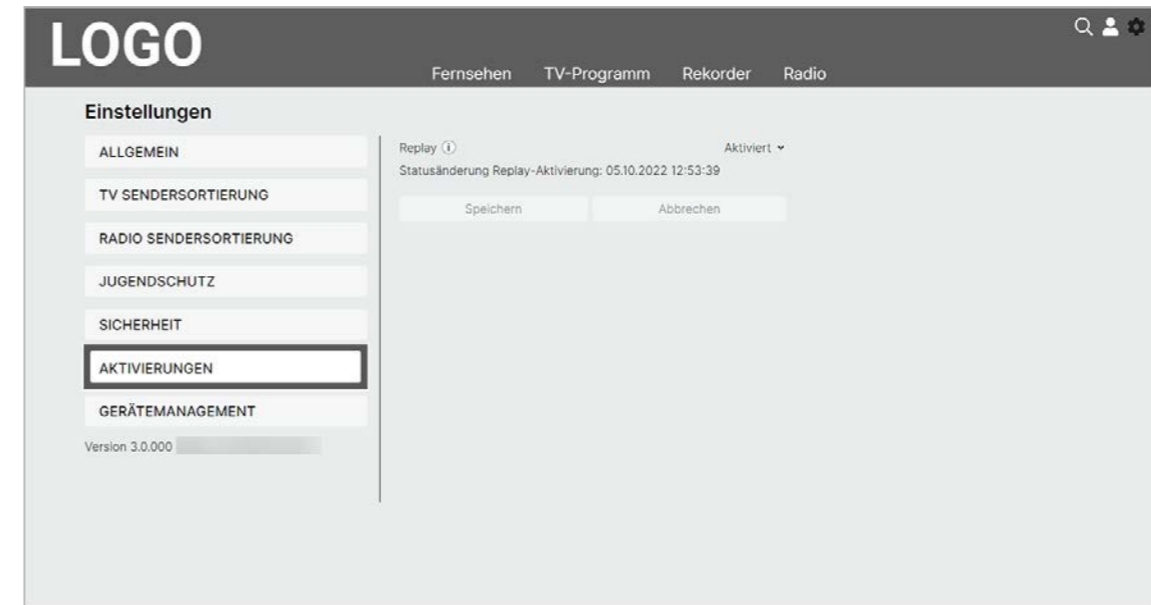 LOGO
Fernsehen TV-Programm Rekorder Radio
Einstellungen
ALLGEMEIN
TV SENDERSORTIERUNG
RADIO SENDERSORTIERUNG
JUGENDSCHUTZ
SICHERHEIT
AKTIVIERUNGEN
GERÄTEMANAGEMENT
Version 3.0.000
Replay Aktiviert
Statusänderung Replay-Aktivierung: 05.10.2022 12:53:39
Speichern Abbrechen